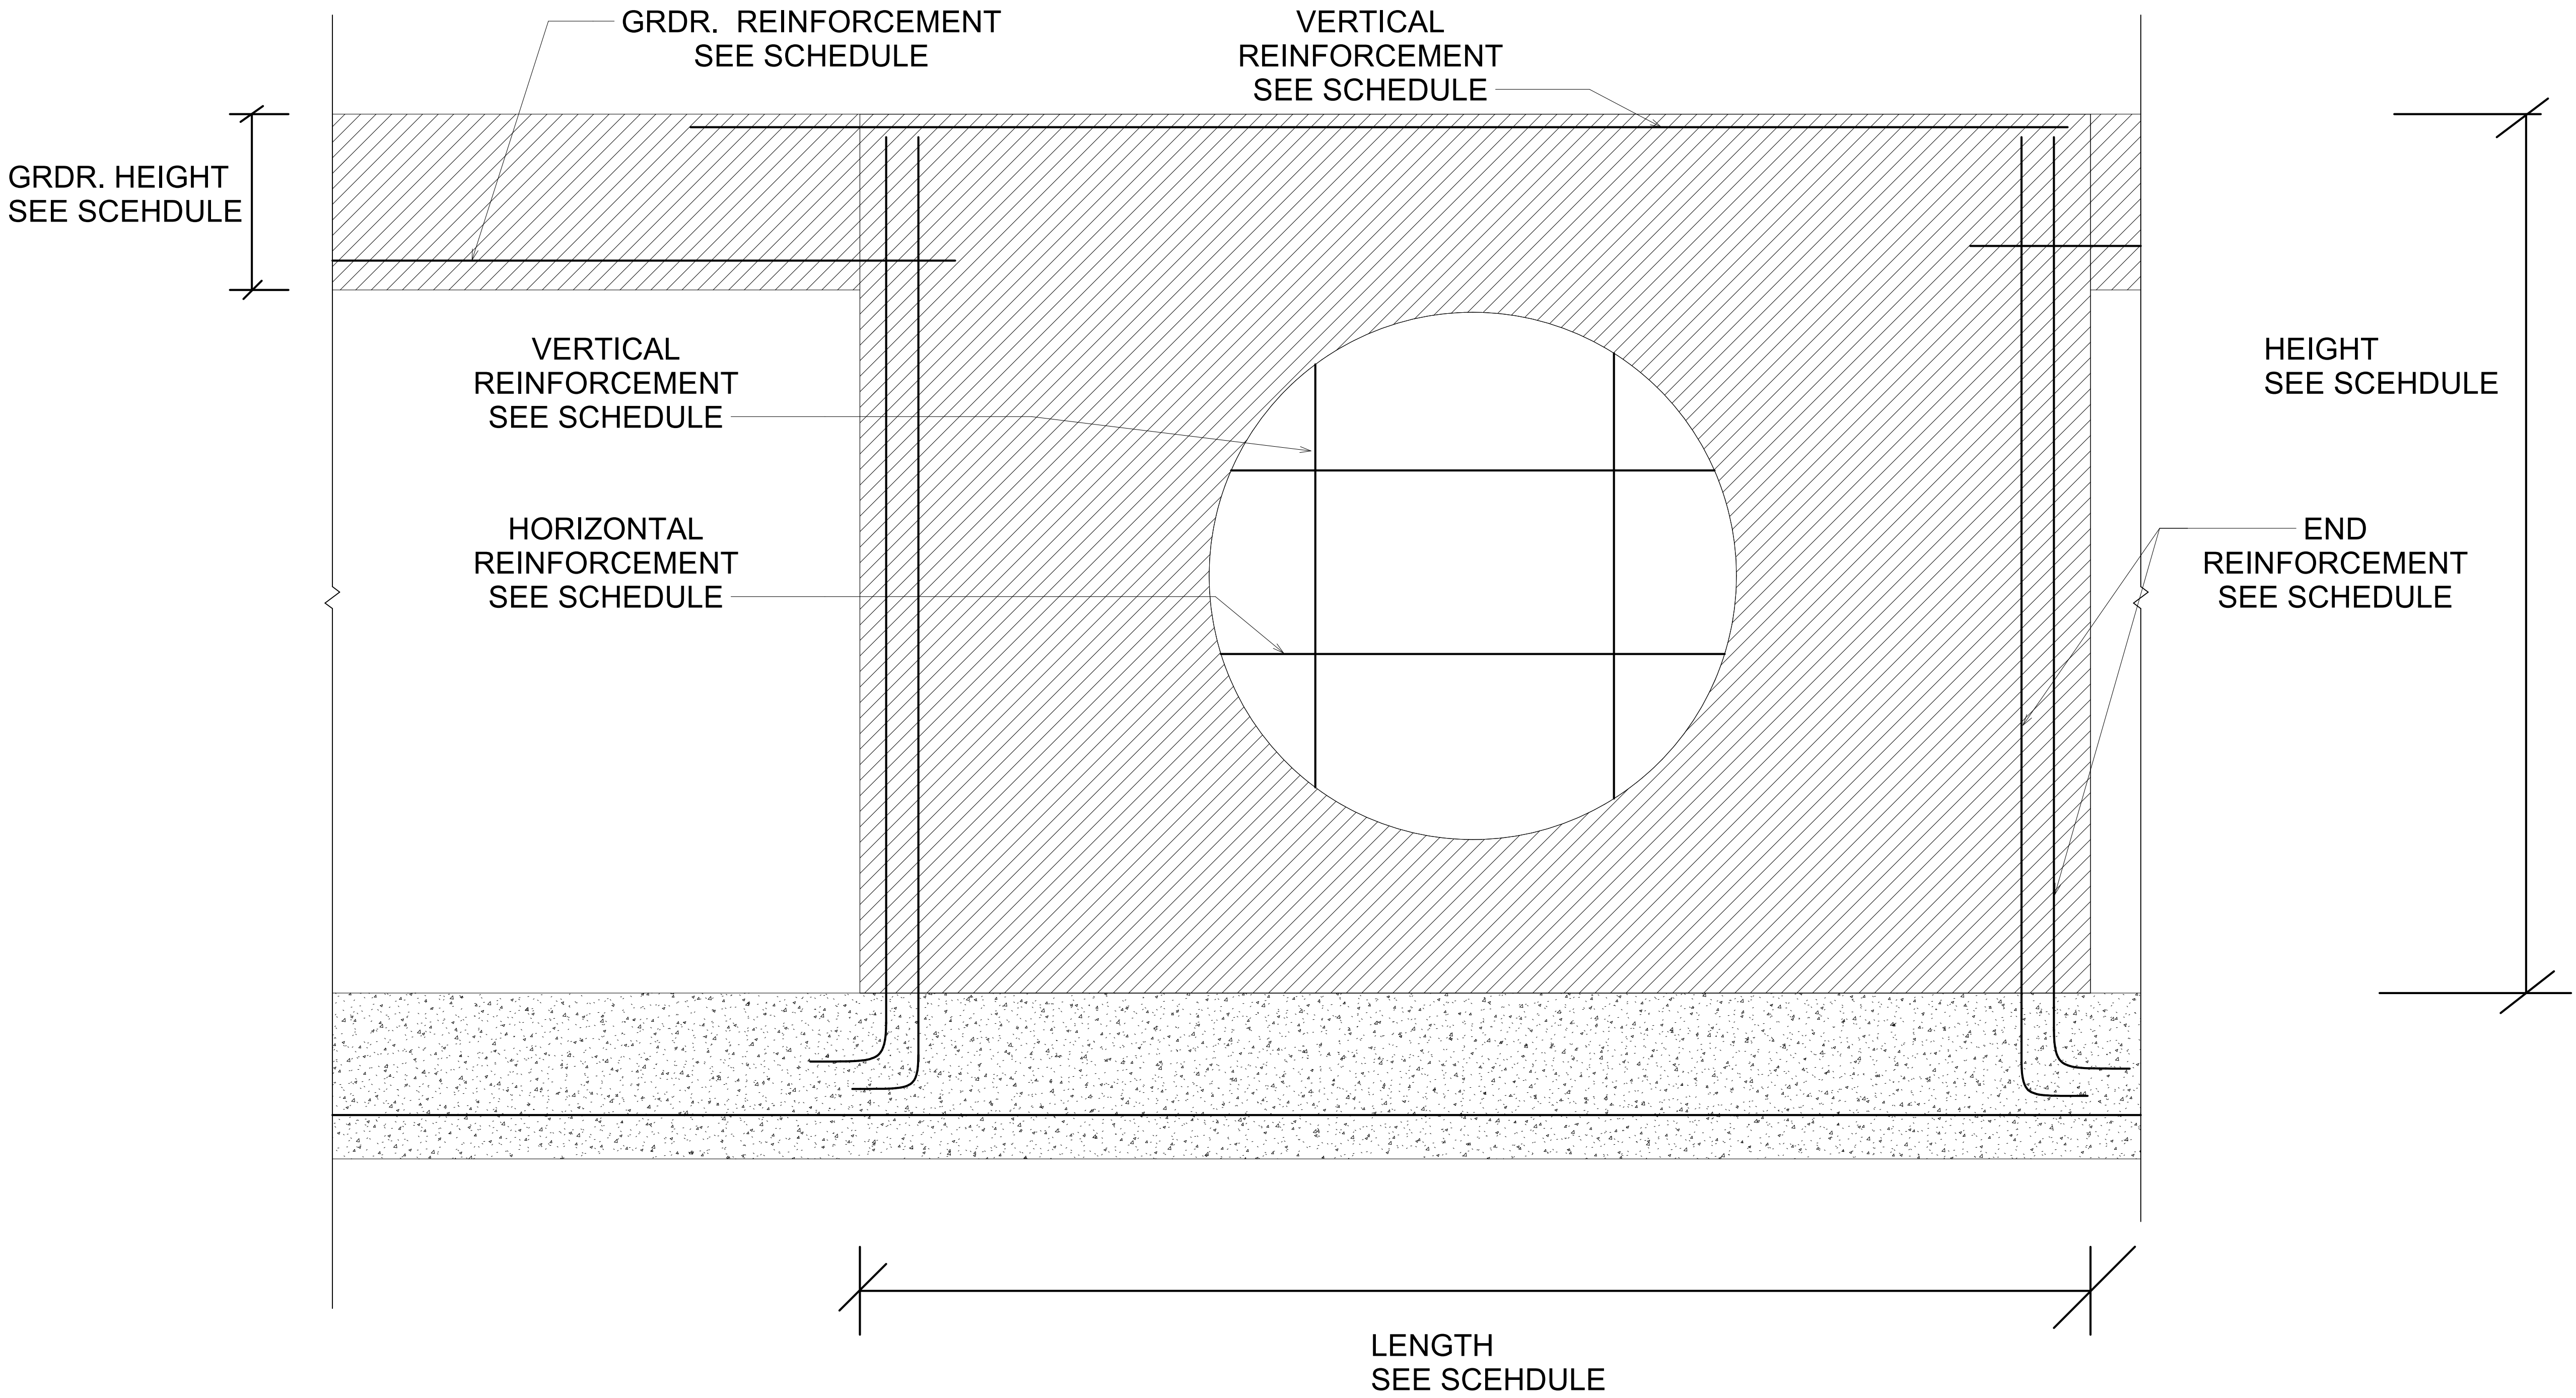 GRDR. REINFORCEMENT
SEE SCHEDULE
VERTICAL
REINFORCEMENT
SEE SCHEDULE
GRDR. HEIGHT
SEE SCEHDULE
VERTICAL
REINFORCEMENT
SEE SCHEDULE
HEIGHT
SEE SCEHDULE
HORIZONTAL
REINFORCEMENT
SEE SCHEDULE
END
REINFORCEMENT
SEE SCHEDULE
LENGTH
SEE SCEHDULE